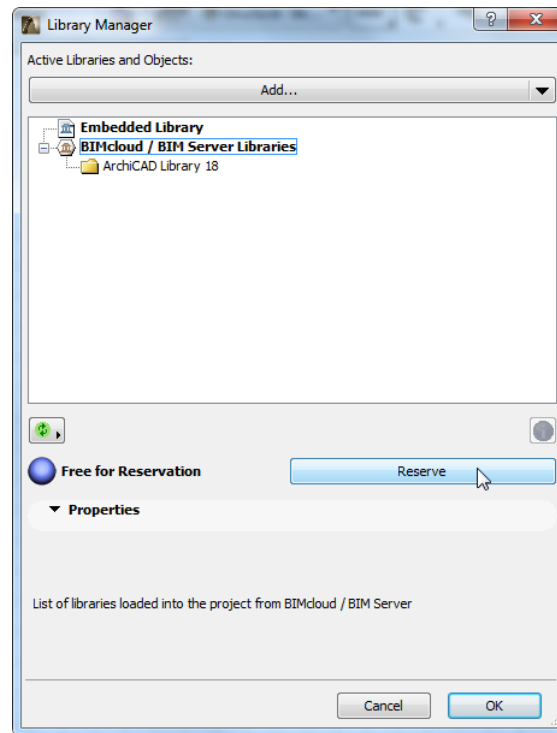 Library Manager
Active Libraries and Objects:
Add...
Embedded Library
BIMcloud / BIM Server Libraries
ArchiCAD Library 18
Free for Reservation
Reserve
Properties
List of libraries loaded into the project from BIMcloud / BIM Server
Cancel
OK